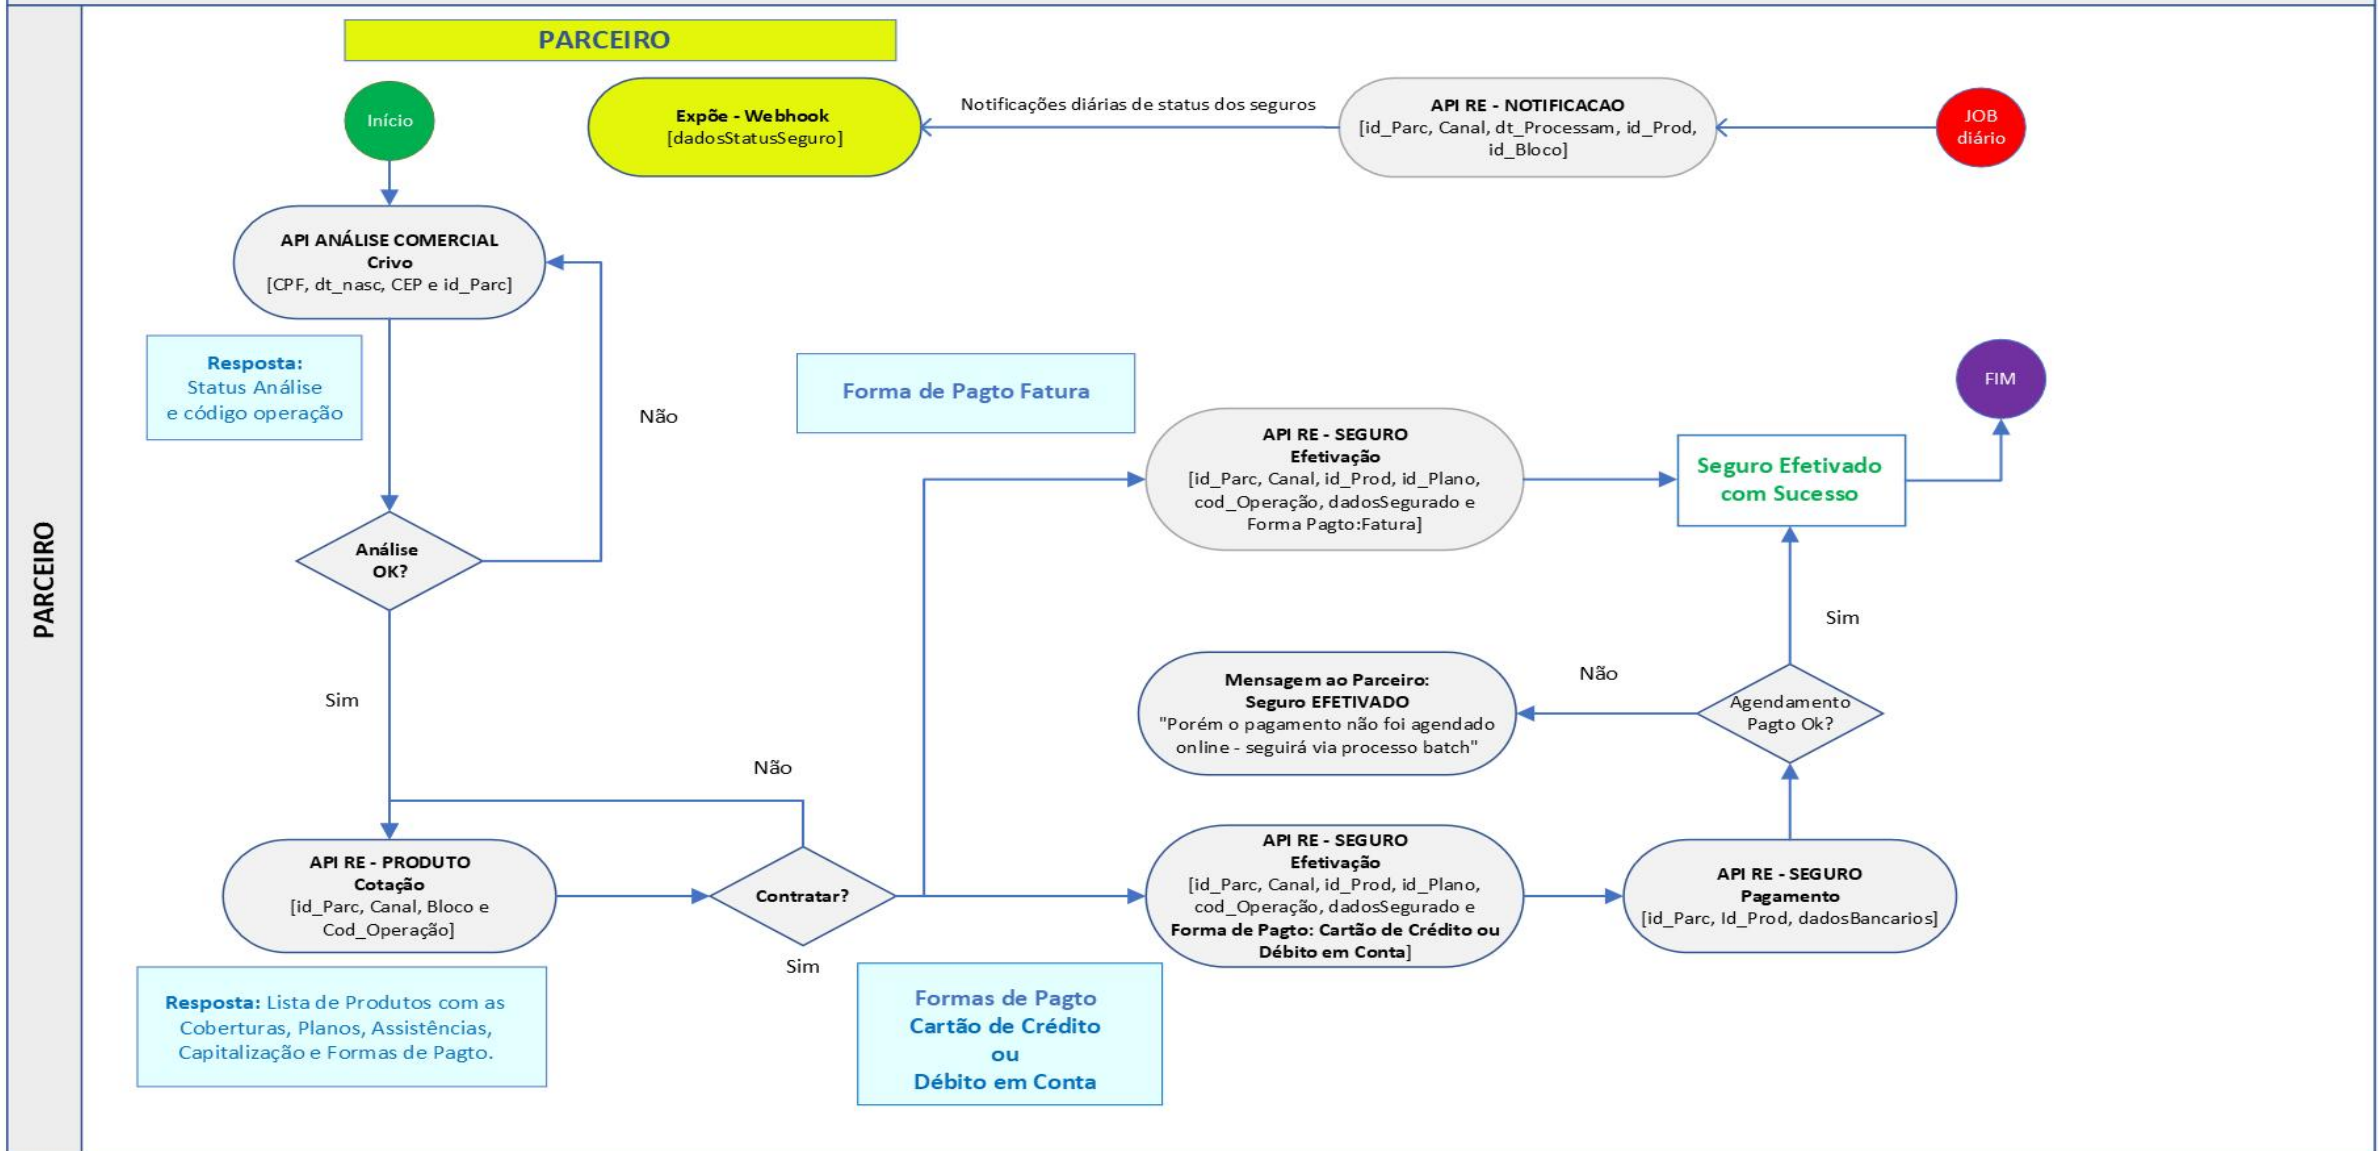 PARCEIRO
PARCEIRO
Início
Expõe - Webhook
[dadosStatusSeguro]
Notificações diárias de status dos seguros
API RE - NOTIFICACAO
[id_Parc, Canal, dt_Processam, id_Prod,
id_Bloco]
JOB
diário
API ANÁLISE COMERCIAL
Crivo
[CPF, dt_nasc, CEP e id_Parc]
Resposta:
Status Análise
e código operação
Não
Análise
OK?
Sim
Não
API RE - PRODUTO
Cotação
[id_Parc, Canal, Bloco e
Cod_Operação]
Resposta: Lista de Produtos com as
Coberturas, Planos, Assistências,
Capitalização e Formas de Pagto.
Contratar?
Sim
Forma de Pagto Fatura
API RE - SEGURO
Efetivação
[id_Parc, Canal, id_Prod, id_Plano,
cod_Operação, dadosSegurado e
Forma Pagto:Fatura]
Seguro Efetivado
com Sucesso
FIM
Formas de Pagto
Cartão de Crédito
ou
Débito em Conta
API RE - SEGURO
Efetivação
[id_Parc, Canal, id_Prod, id_Plano,
cod_Operação, dadosSegurado e
Forma de Pagto: Cartão de Crédito ou
Débito em Conta]
API RE - SEGURO
Pagamento
[id_Parc, Id_Prod, dadosBancarios]
Agendamento
Pagto Ok?
Sim
Não
Mensagem ao Parceiro:
Seguro EFETIVADO
"Porém o pagamento não foi agendado
online - seguirá via processo batch"